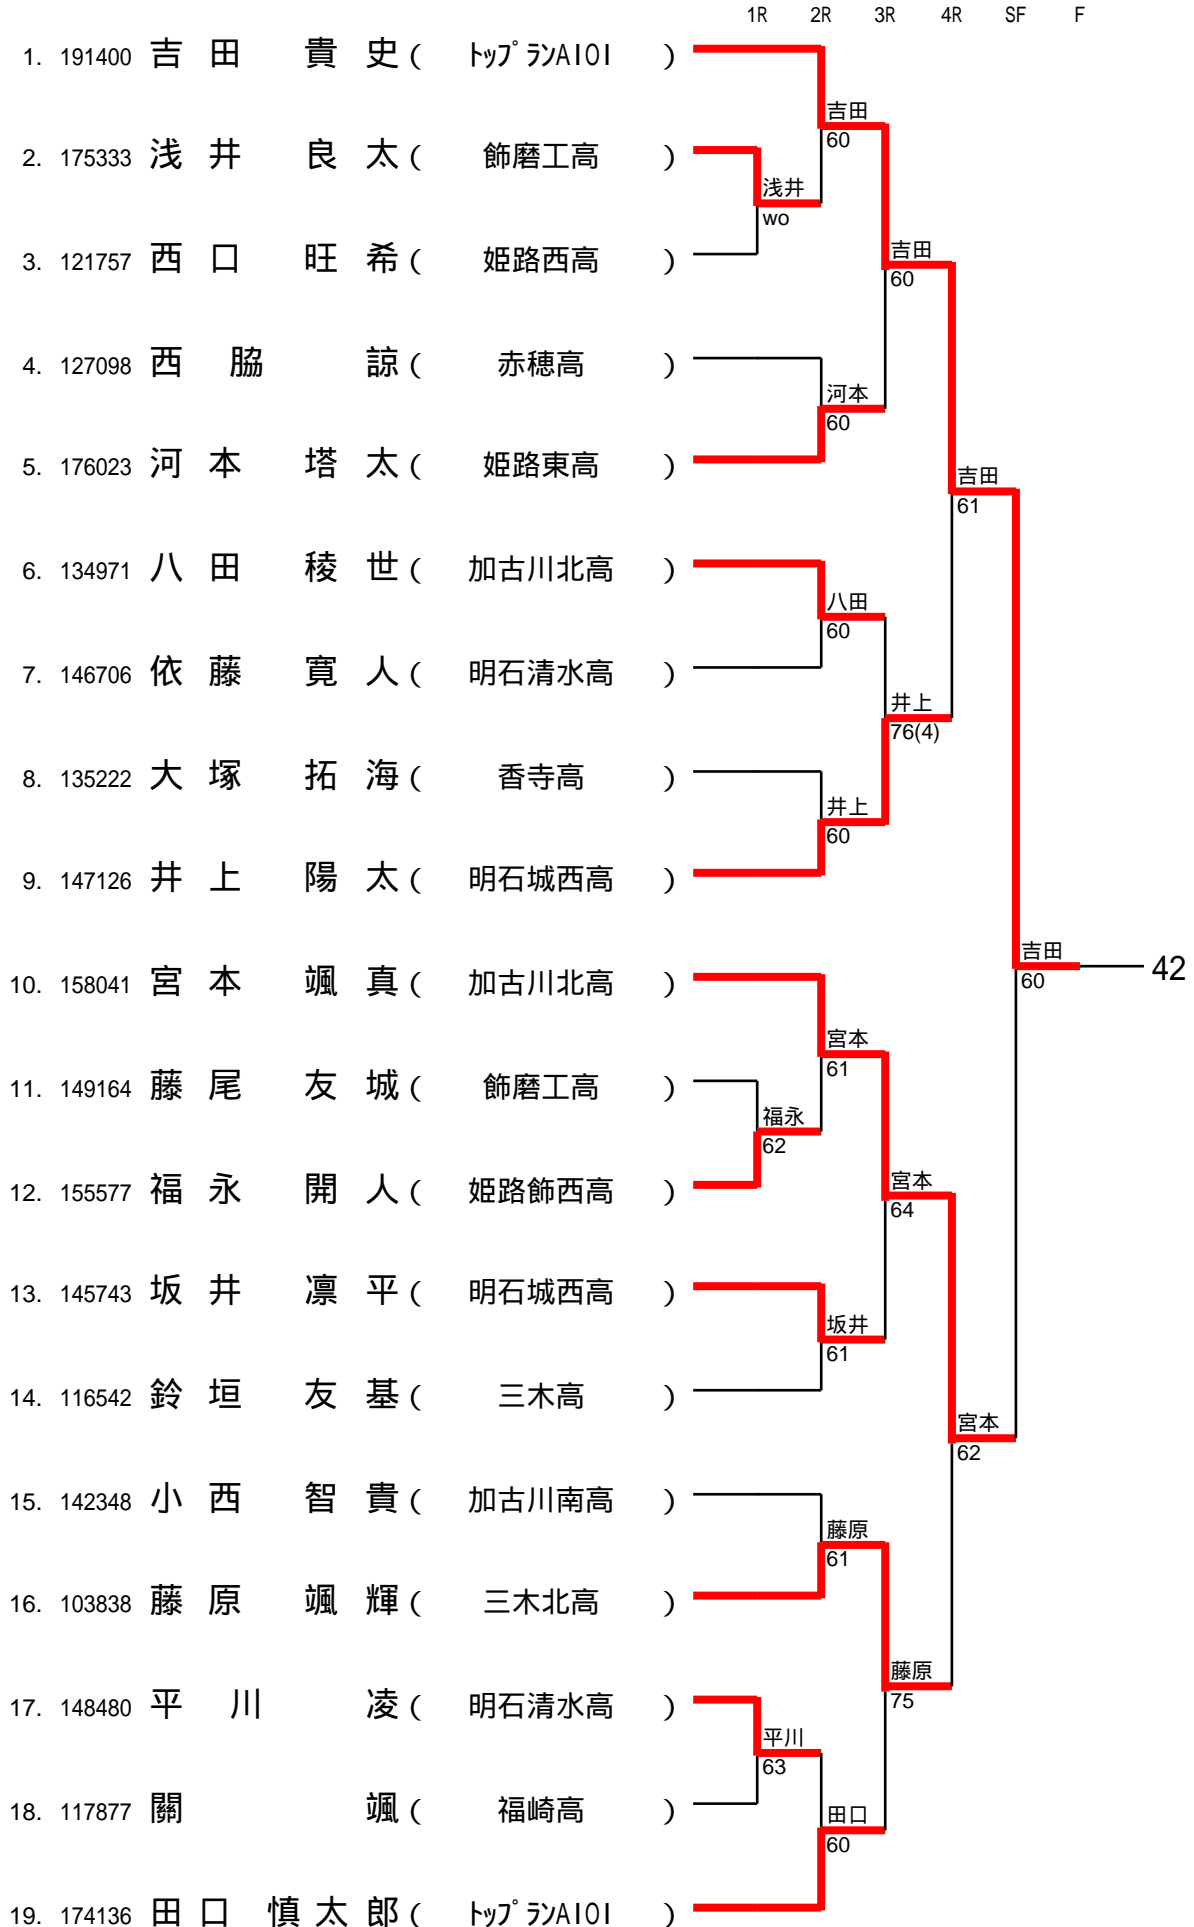 1R 2R 3R 4R SF F
1. 191400 吉田 貴史 ( トップランAIOI )
吉田
60
2. 175333 浅井 良太 ( 飾磨工高 )
浅井
wo
3. 121757 西口 旺希 ( 姫路西高 )
吉田
60
4. 127098 西脇 諒 ( 赤穂高 )
河本
60
5. 176023 河本 塔太 ( 姫路東高 )
吉田
61
6. 134971 八田 稜世 ( 加古川北高 )
八田
60
7. 146706 依藤 寛人 ( 明石清水高 )
井上
76(4)
8. 135222 大塚 拓海 ( 香寺高 )
井上
60
9. 147126 井上 陽太 ( 明石城西高 )
吉田
60
42
10. 158041 宮本 颯真 ( 加古川北高 )
宮本
61
11. 149164 藤尾 友城 ( 飾磨工高 )
福永
62
12. 155577 福永 開人 ( 姫路飾西高 )
宮本
64
13. 145743 坂井 凛平 ( 明石城西高 )
坂井
61
14. 116542 鈴垣 友基 ( 三木高 )
宮本
62
15. 142348 小西 智貴 ( 加古川南高 )
藤原
61
16. 103838 藤原 颯輝 ( 三木北高 )
藤原
75
17. 148480 平川 凌 ( 明石清水高 )
平川
63
18. 117877 關 颯 ( 福崎高 )
田口
60
19. 174136 田口 慎太郎 ( トップランAIOI )